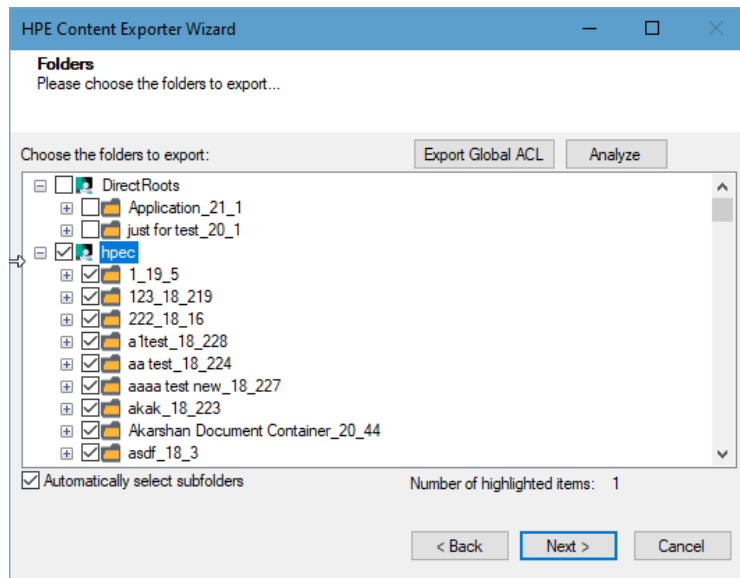 HPE Content Exporter Wizard
Folders
Please choose the folders to export...
Choose the folders to export:
Export Global ACL
Analyze
DirectRoots
Application_21_1
just for test_20_1
hpec
1_19_5
123_18_219
222_18_16
a1test_18_228
aa test_18_224
aaaa test new_18_227
akak_18_223
Akarshan Document Container_20_44
asdf_18_3
Automatically select subfolders
Number of highlighted items: 1
< Back
Next >
Cancel